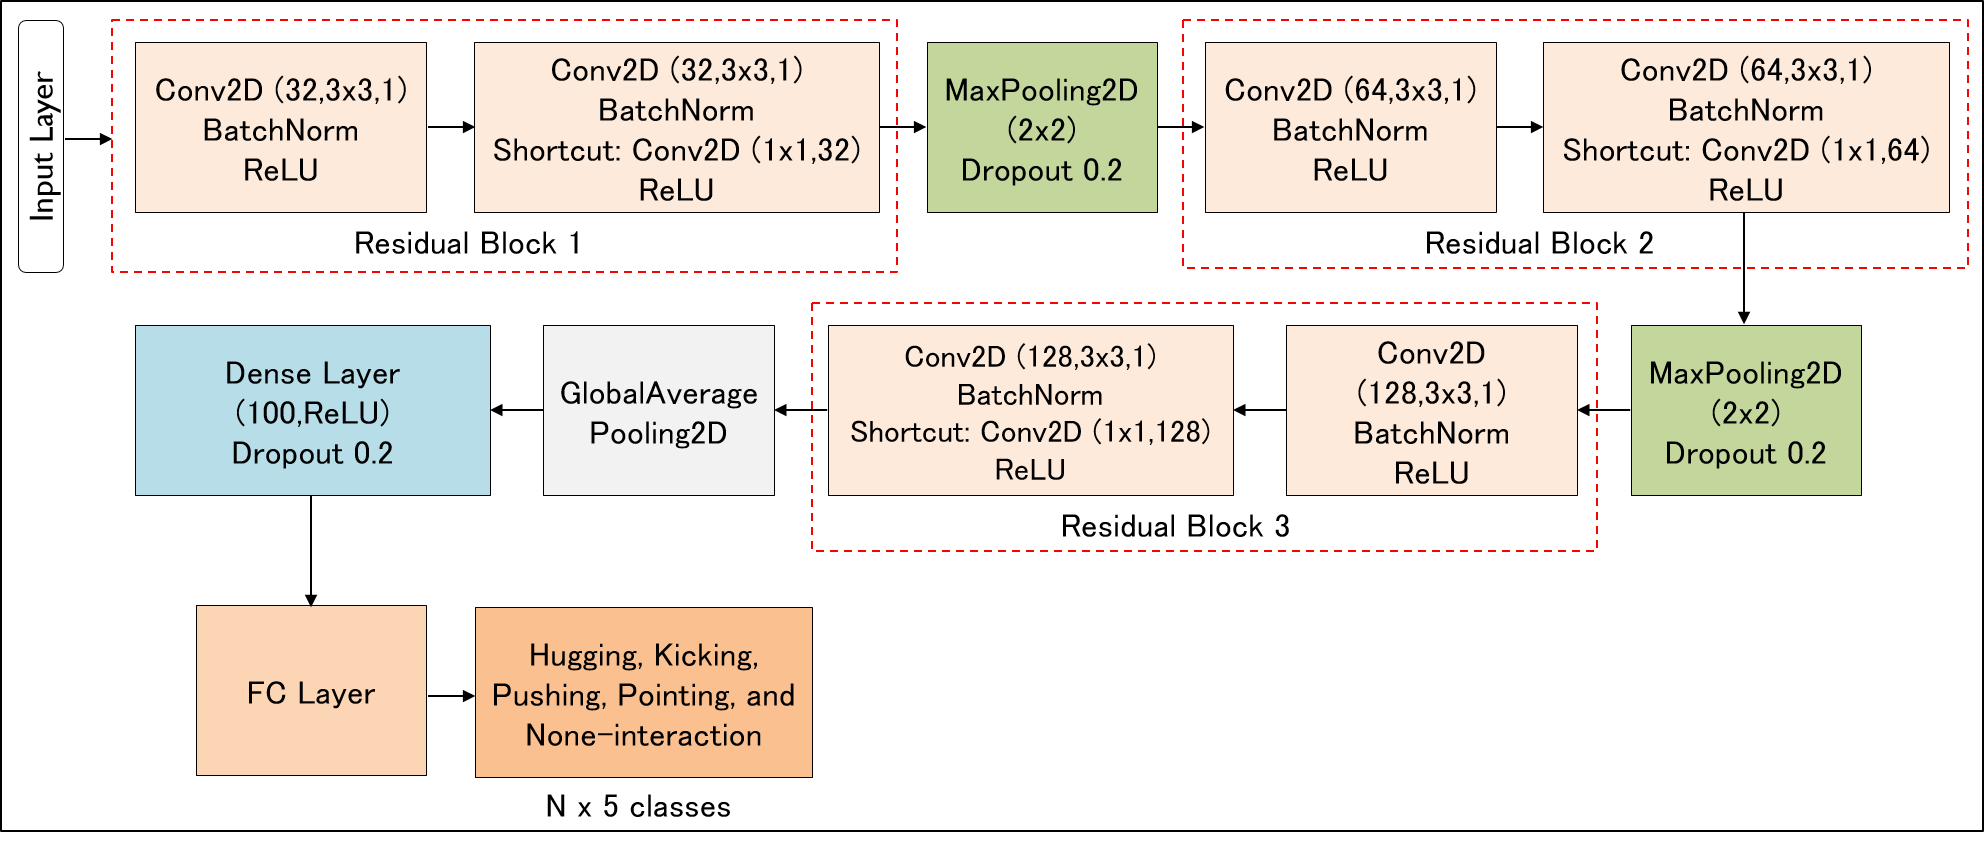 Input Layer
Conv2D (32,3x3,1)
BatchNorm
ReLU
Conv2D (32,3x3,1)
BatchNorm
Shortcut: Conv2D (1x1,32)
ReLU
Residual Block 1
MaxPooling2D
(2x2)
Dropout 0.2
Conv2D (64,3x3,1)
BatchNorm
ReLU
Conv2D (64,3x3,1)
BatchNorm
Shortcut: Conv2D (1x1,64)
ReLU
Residual Block 2
MaxPooling2D
(2x2)
Dropout 0.2
Conv2D
(128,3x3,1)
BatchNorm
ReLU
Conv2D (128,3x3,1)
BatchNorm
Shortcut: Conv2D (1x1,128)
ReLU
Residual Block 3
GlobalAverage
Pooling2D
Dense Layer
(100,ReLU)
Dropout 0.2
FC Layer
Hugging, Kicking,
Pushing, Pointing, and
None-interaction
N x 5 classes